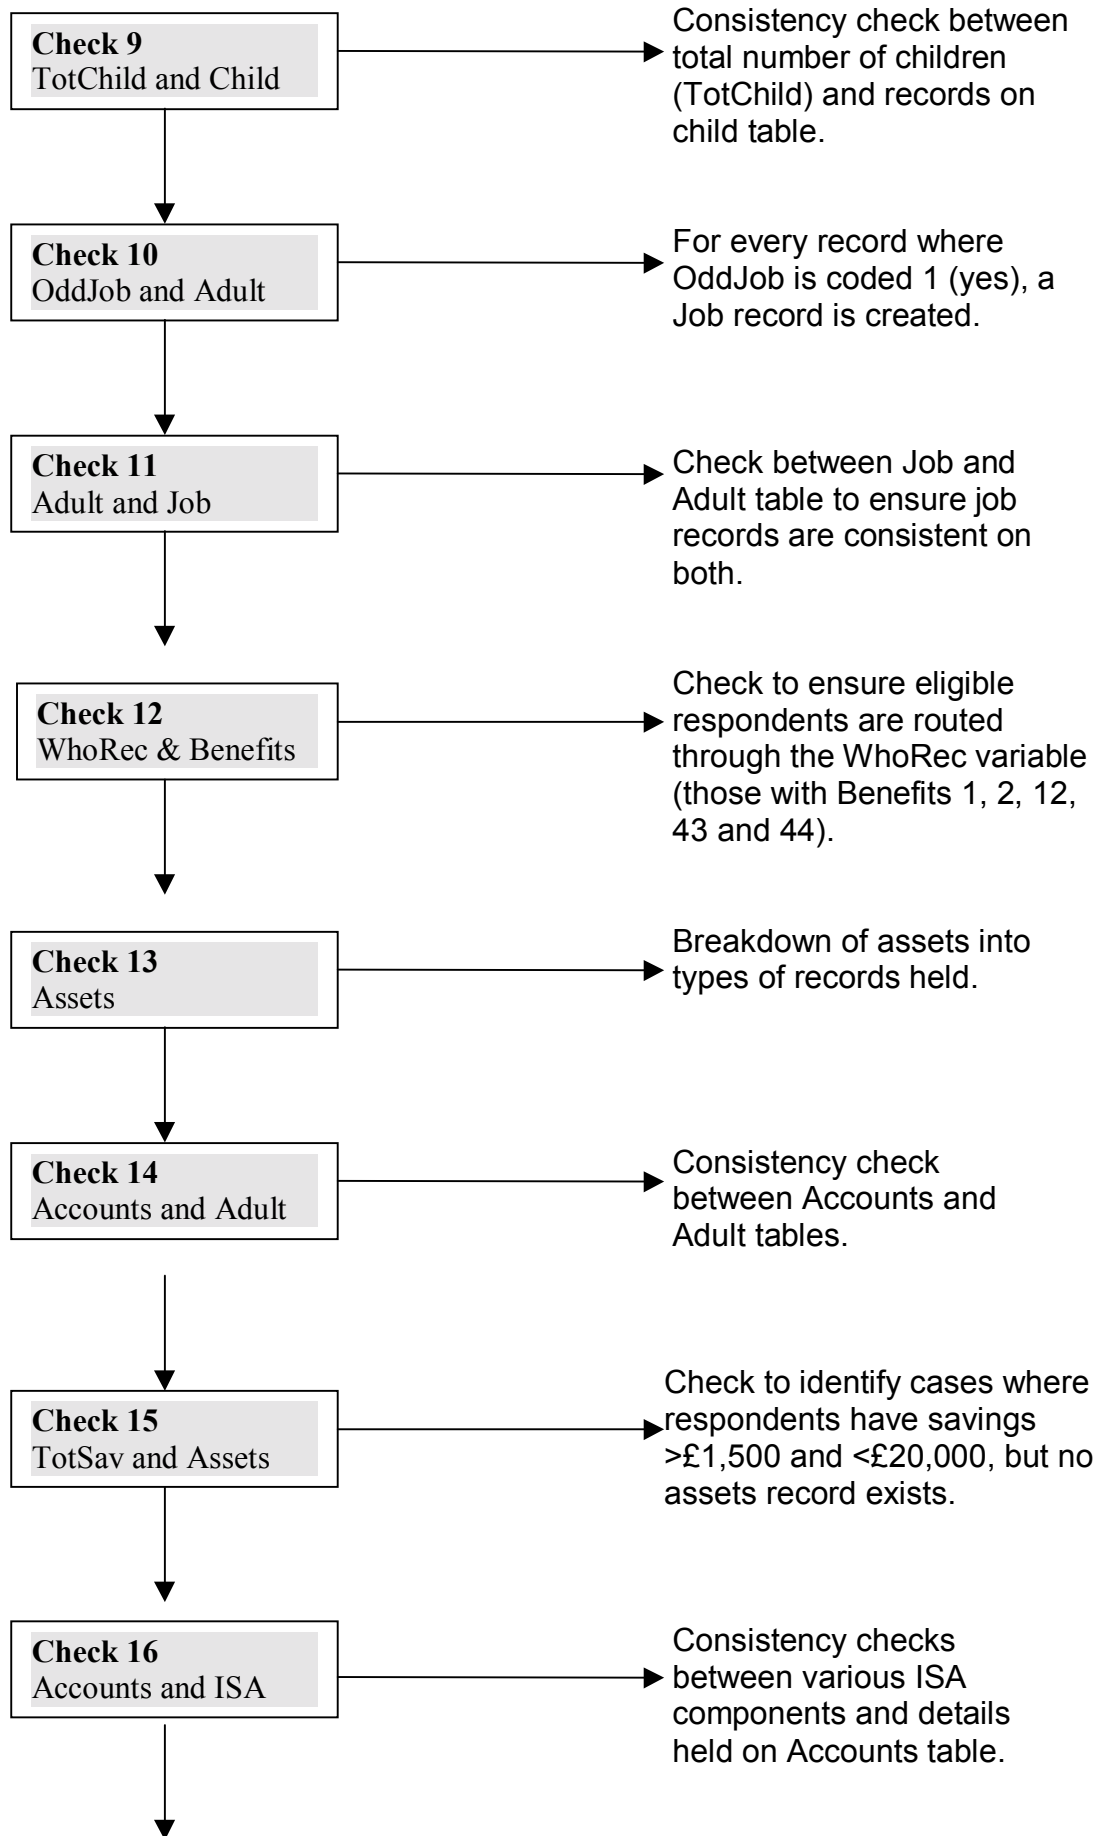 Check 9
TotChild and Child
Consistency check between
total number of children
(TotChild) and records on
child table.
Check 10
OddJob and Adult
For every record where
OddJob is coded 1 (yes), a
Job record is created.
Check 11
Adult and Job
Check between Job and
Adult table to ensure job
records are consistent on
both.
Check 12
WhoRec & Benefits
Check to ensure eligible
respondents are routed
through the WhoRec variable
(those with Benefits 1, 2, 12,
43 and 44).
Check 13
Assets
Breakdown of assets into
types of records held.
Check 14
Accounts and Adult
Consistency check
between Accounts and
Adult tables.
Check 15
TotSav and Assets
Check to identify cases where
respondents have savings
>£1,500 and <£20,000, but no
assets record exists.
Check 16
Accounts and ISA
Consistency checks
between various ISA
components and details
held on Accounts table.